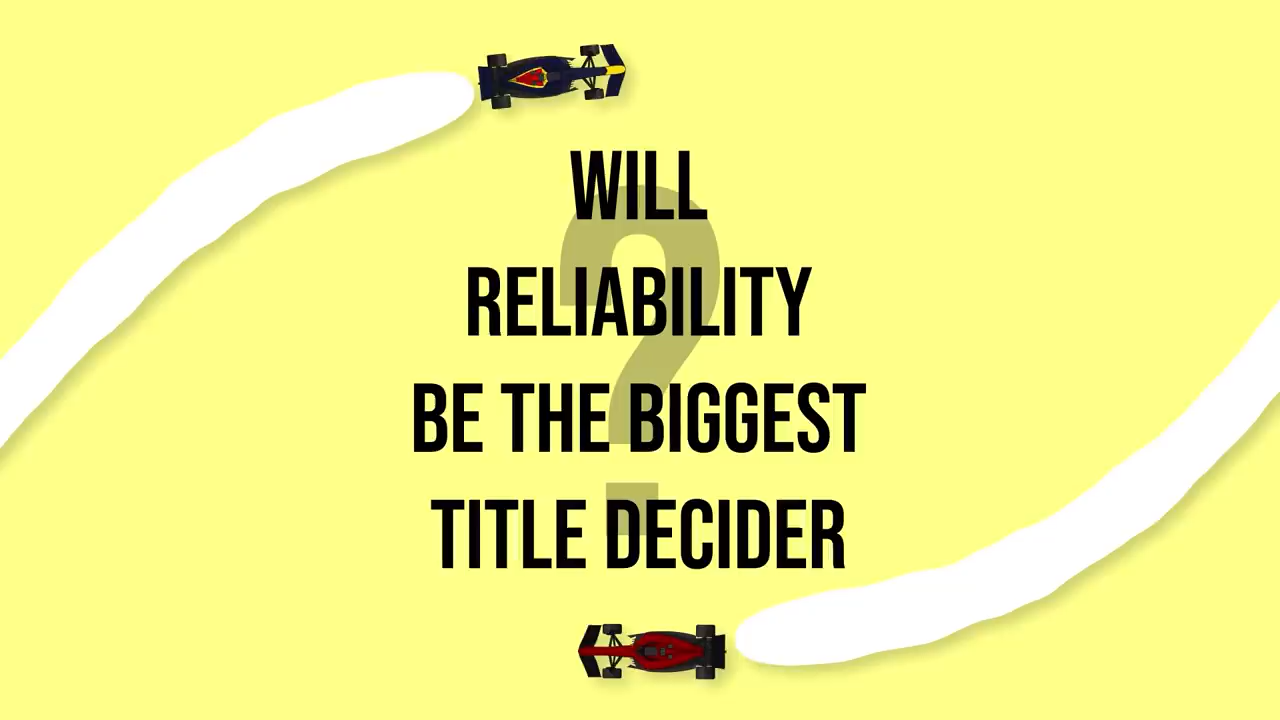 WILL
RELIABILITY
BE THE BIGGEST
TITLE DECIDER
?